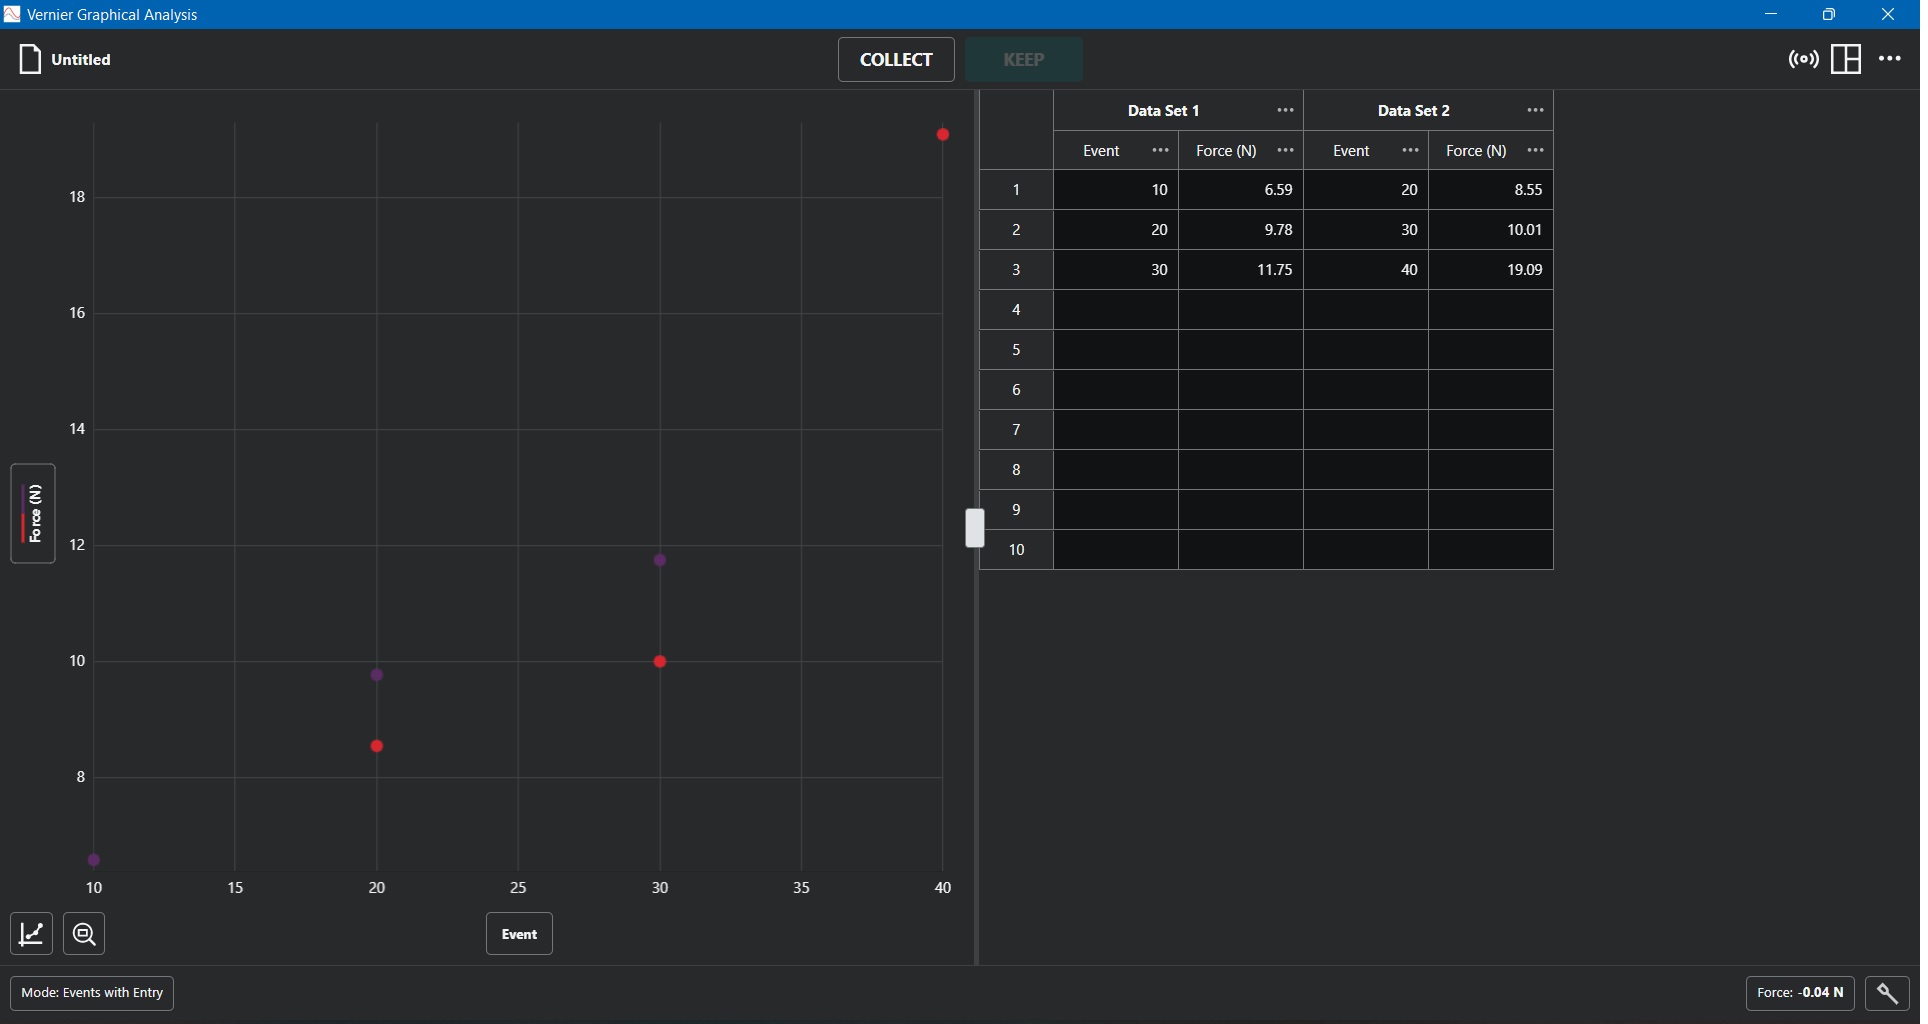 Vernier Graphical Analysis
Untitled
COLLECT
KEEP
18
16
14
12
10
8
Force (N)
10 15 20 25 30 35 40
Event
Data Set 1 Data Set 2
Event Force (N) Event Force (N)
1 10 6.59 20 8.55
2 20 9.78 30 10.01
3 30 11.75 40 19.09
4
5
6
7
8
9
10
Mode: Events with Entry
Force: -0.04 N